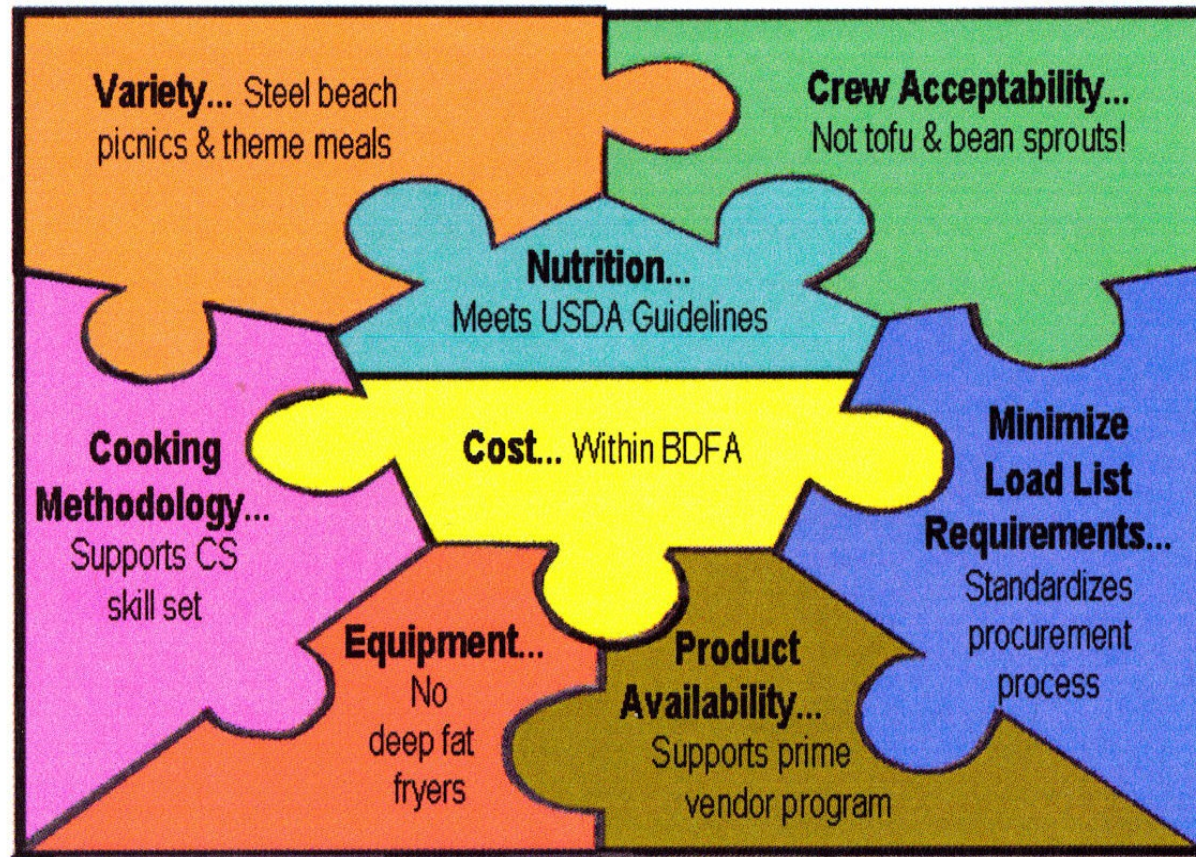 Variety... Steel beach
picnics & theme meals
Crew Acceptability...
Not tofu & bean sprouts!
Nutrition...
Meets USDA Guidelines
Cooking
Methodology...
Supports CS
skill set
Cost... Within BDFA
Minimize
Load List
Requirements...
Standardizes
procurement
process
Equipment...
No
deep fat
fryers
Product
Availability...
Supports prime
vendor program